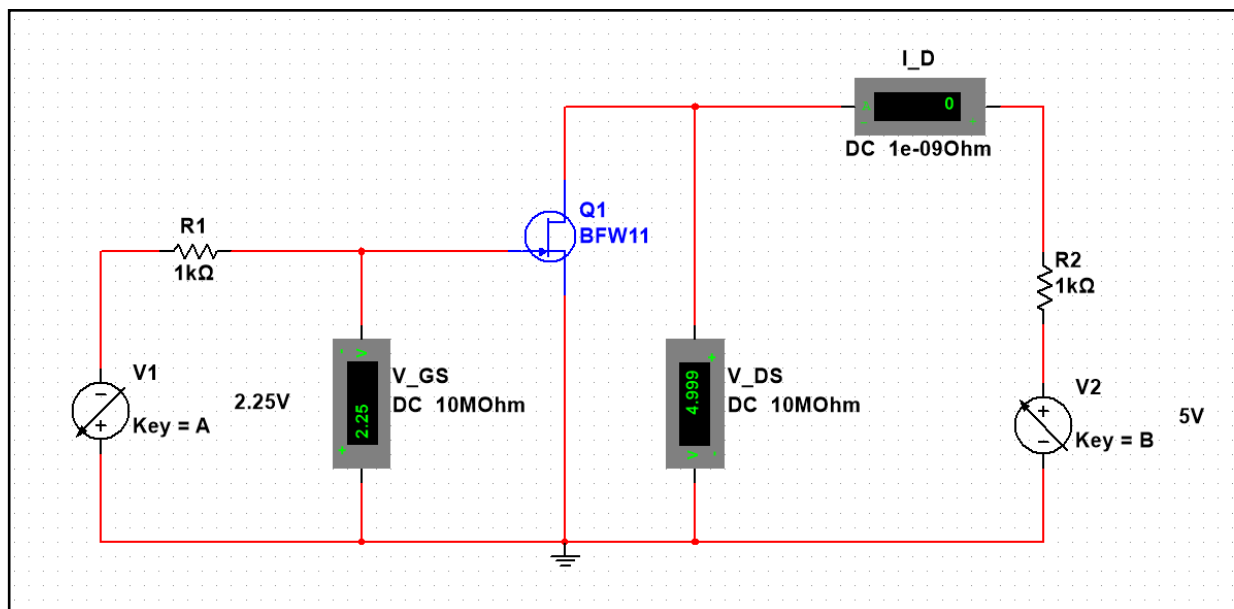 I_D
A
0
-
+
DC 1e-09Ohm
Q1
BFW11
R1
1kΩ
R2
1kΩ
V1
-
+
Key = A
2.25V
-
V
2.25
+
V_GS
DC 10MOhm
+
4.999
V
-
V_DS
DC 10MOhm
V2
+
-
Key = B
5V